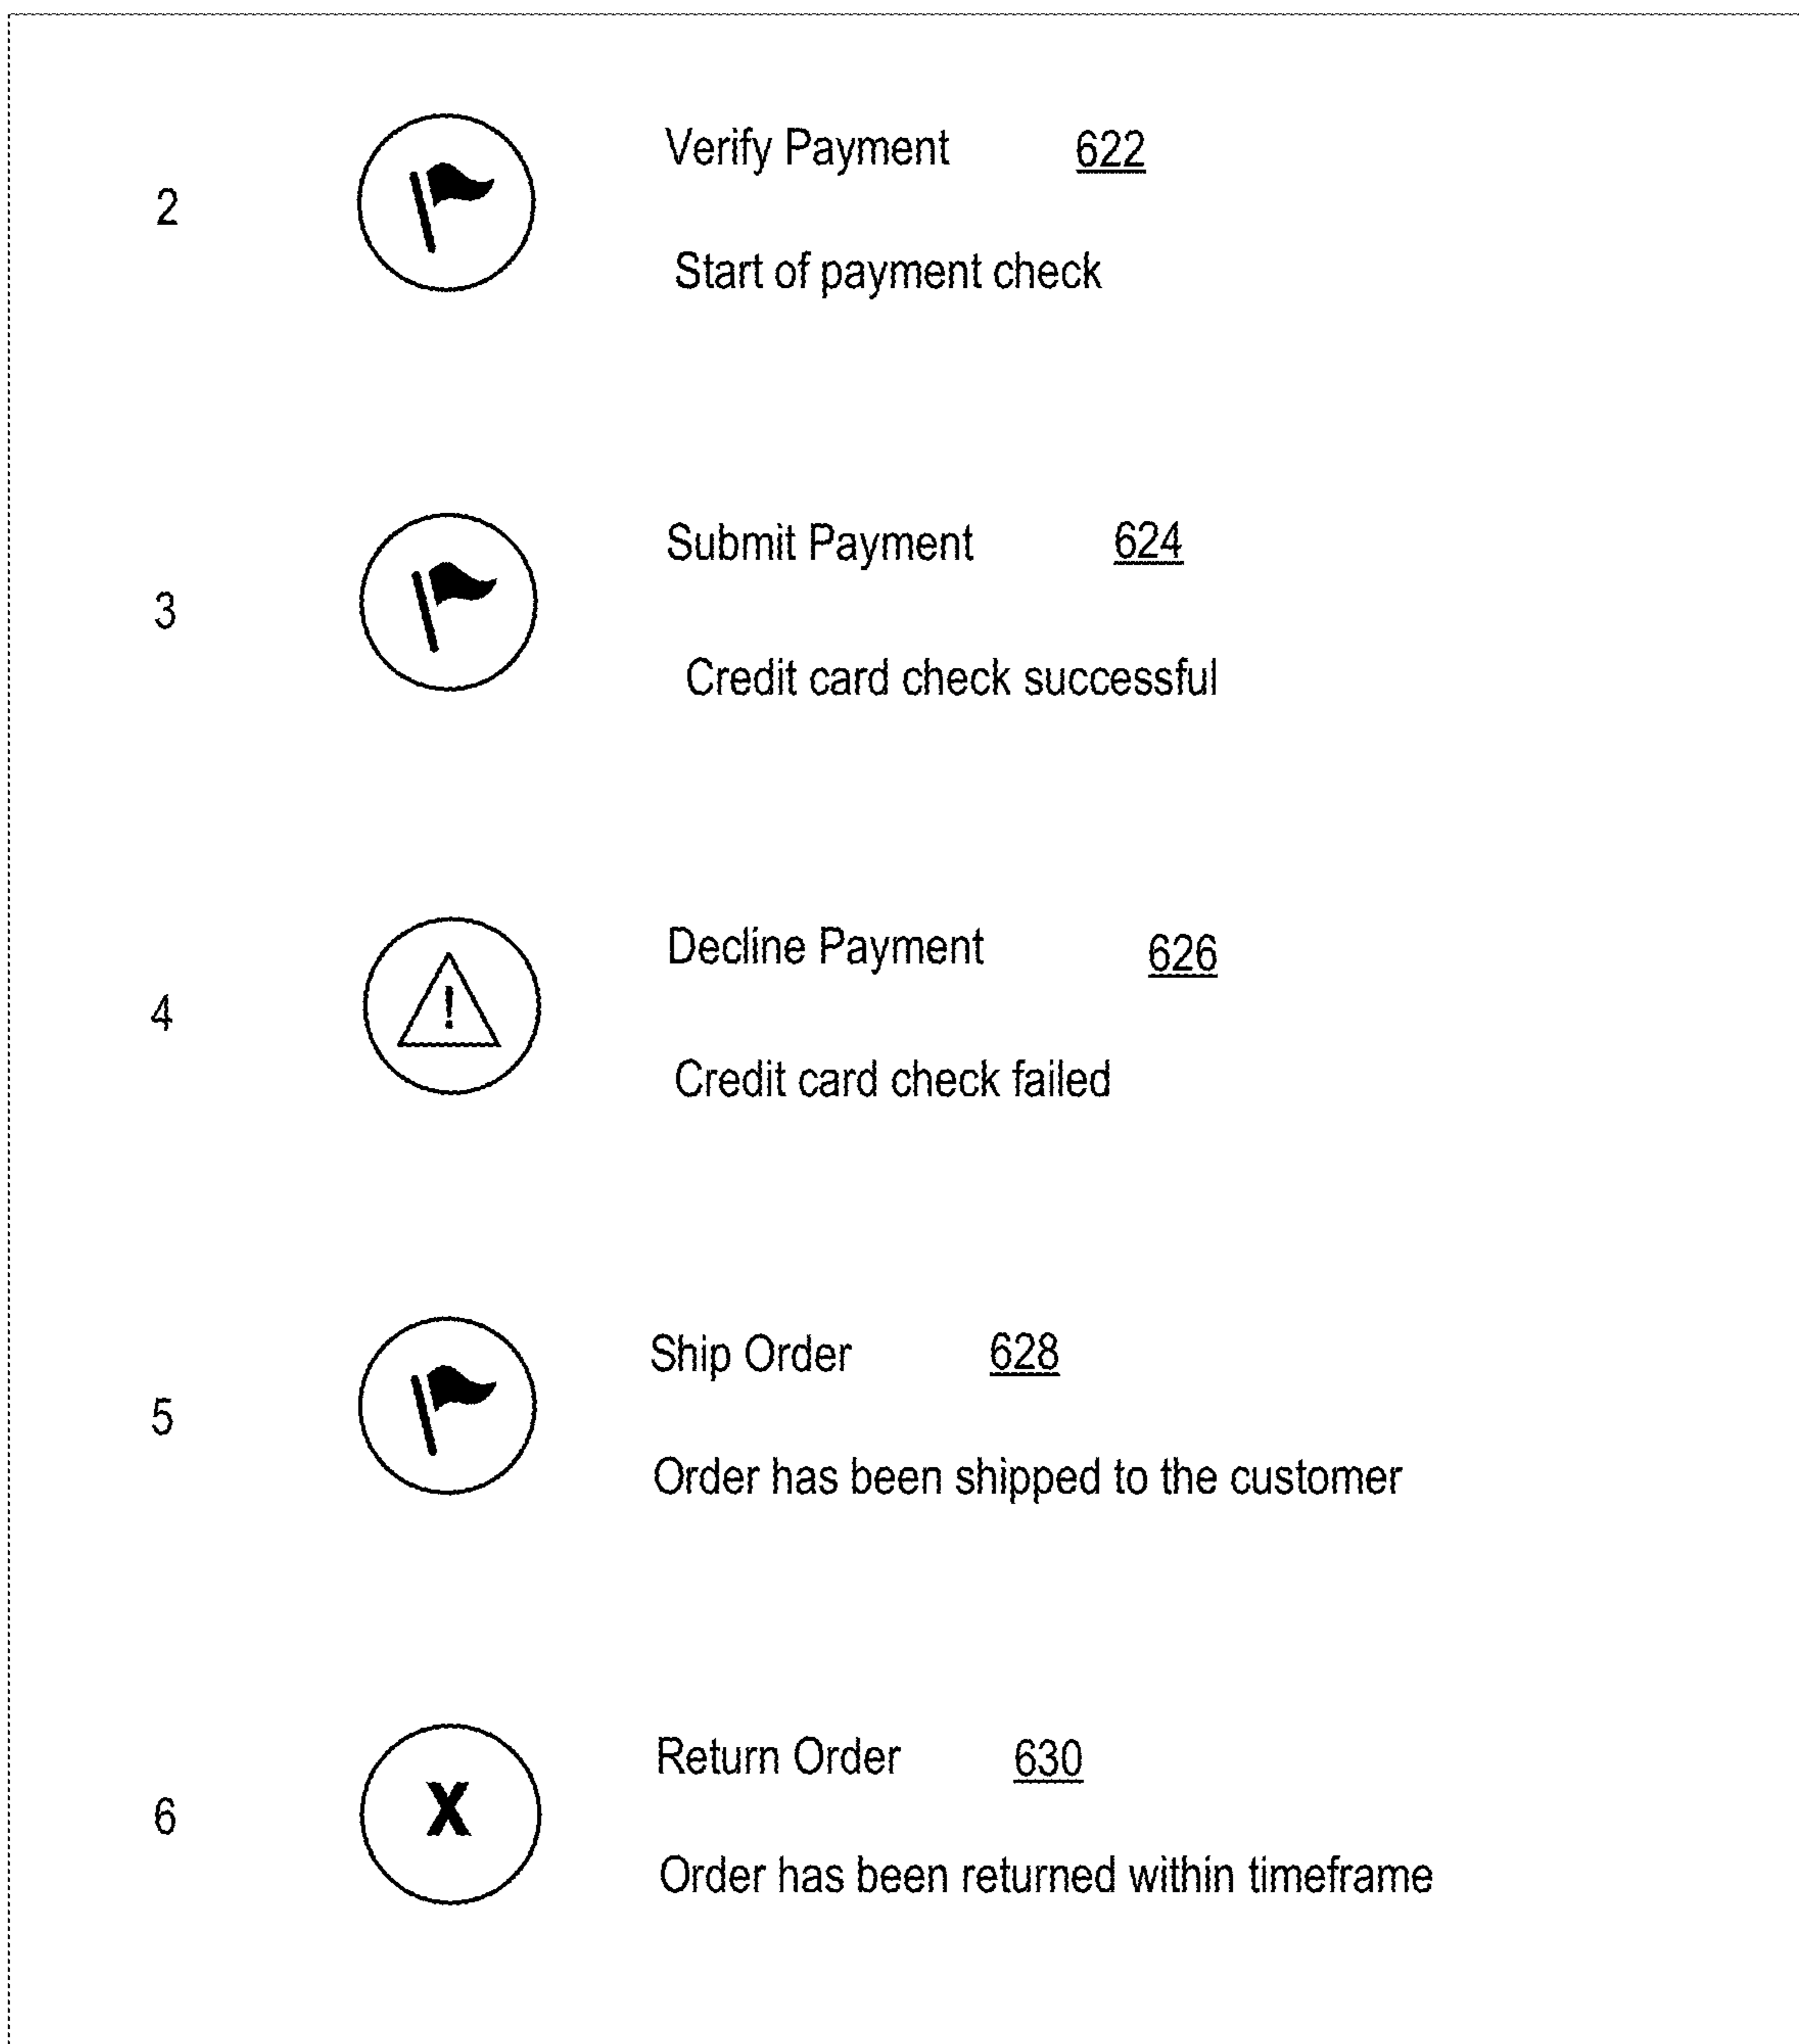 Verify Payment 622
2
Start of payment check
Submit Payment 624
3
Credit card check successful
Decline Payment 626
4
!
Credit card check failed
Ship Order 628
5
Order has been shipped to the customer
Return Order 630
6
X
Order has been returned within timeframe